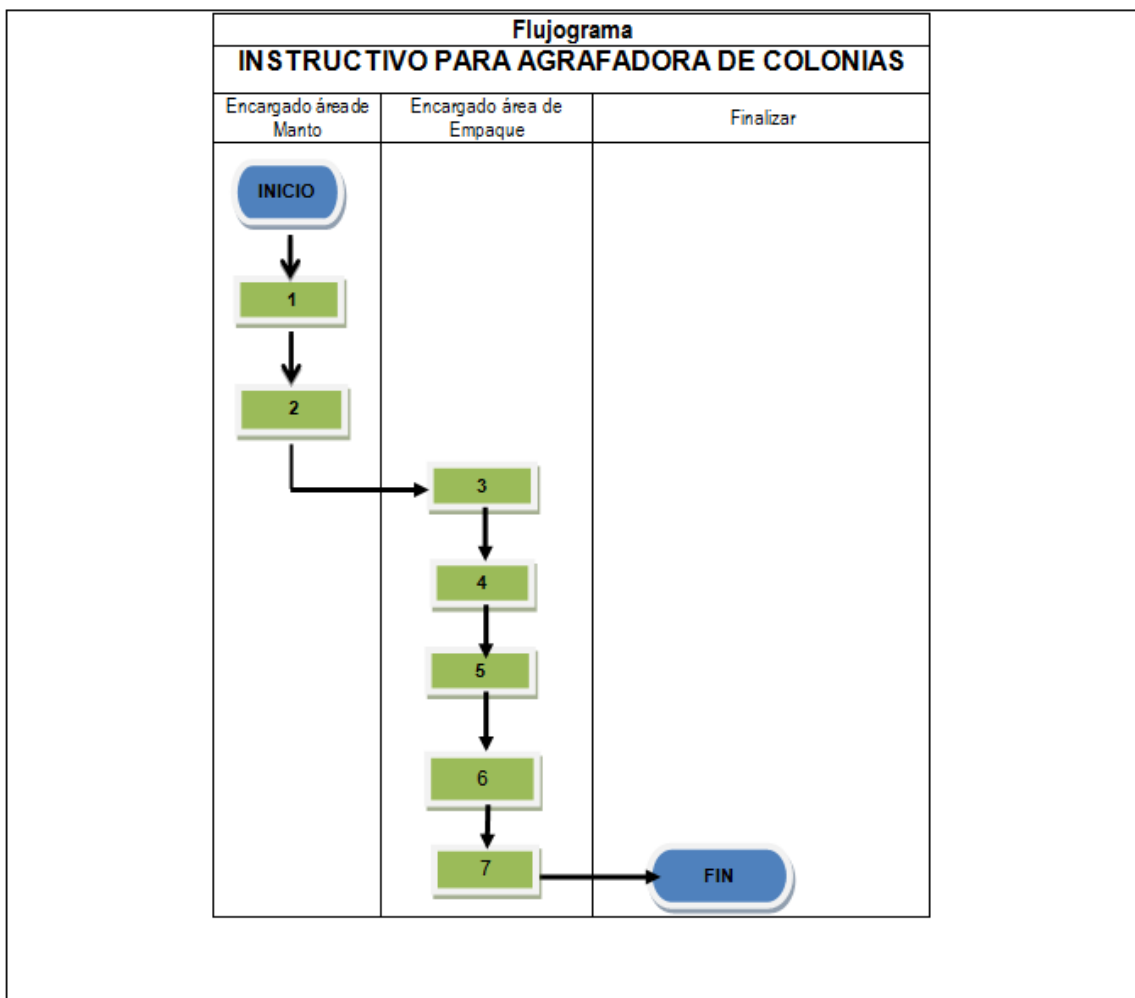 Flujograma
INSTRUCTIVO PARA AGRAFADORA DE COLONIAS
Encargado área de
Manto
Encargado área de
Empaque
Finalizar
INICIO
1
2
3
4
5
6
7
FIN